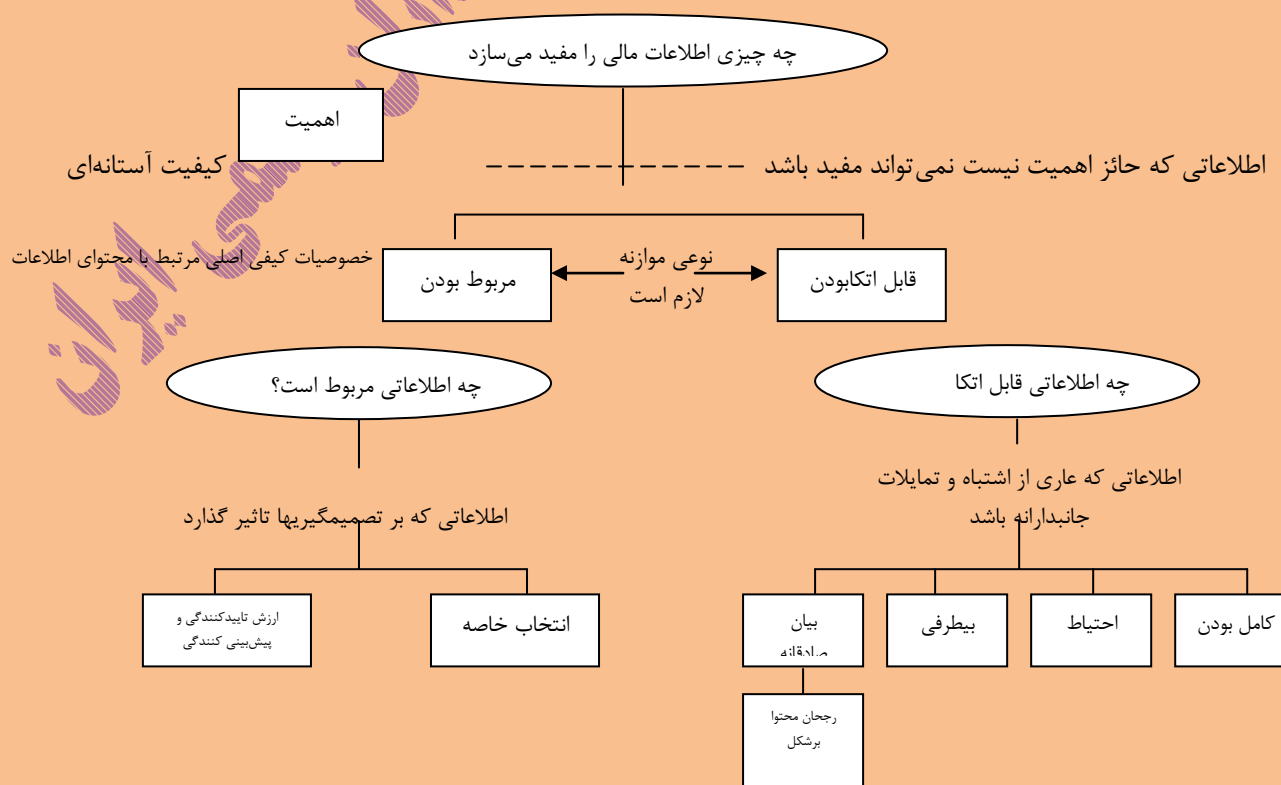 چه چیزی اطلاعات مالی را مفید می‌سازد
اهمیت
اطلاعاتی که حائز اهمیت نیست نمی‌تواند مفید باشد
کیفیت آستانه‌ای
نوعی موازنه
لازم است
قابل اتکابودن
مربوط بودن
خصوصیات کیفی اصلی مرتبط با محتوای اطلاعات
چه اطلاعاتی قابل اتکا
چه اطلاعاتی مربوط است؟
اطلاعاتی که عاری از اشتباه و تمایلات
جانبدارانه باشد
اطلاعاتی که بر تصمیمگیریها تاثیر گذارد
کامل بودن
احتیاط
بیطرفی
بیان
صادقانه
انتخاب خاصه
ارزش تاییدکنندگی و
پیش‌بینی کنندگی
رجحان محتوا
برشکل
ایران